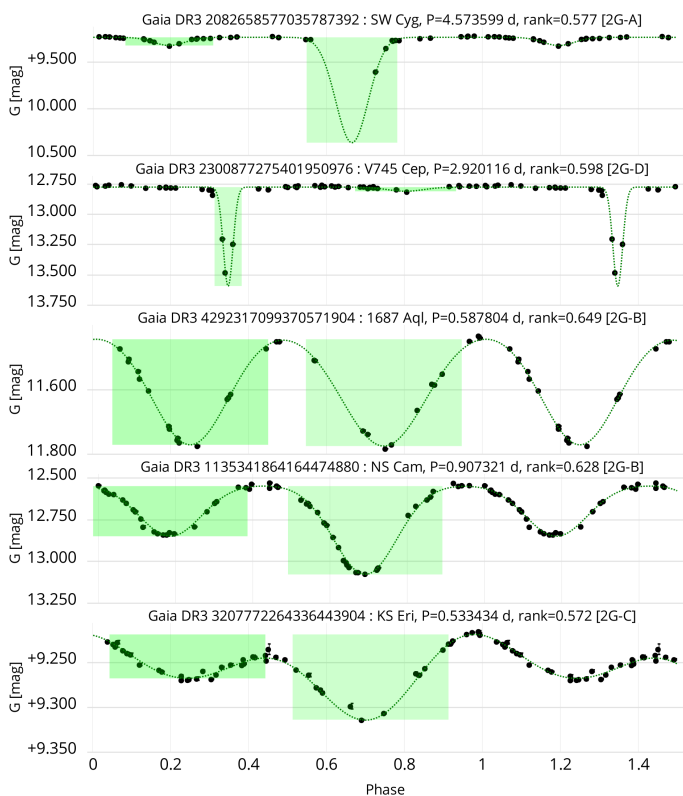 Gaia DR3 2082658577035787392 : SW Cyg, P=4.573599 d, rank=0.577 [2G-A]
G [mag]
+9.500
10.000
10.500
Gaia DR3 2300877275401950976 : V745 Cep, P=2.920116 d, rank=0.598 [2G-D]
G [mag]
12.750
13.000
13.250
13.500
13.750
Gaia DR3 4292317099370571904 : 1687 Aql, P=0.587804 d, rank=0.649 [2G-B]
G [mag]
11.600
11.800
Gaia DR3 1135341864164474880 : NS Cam, P=0.907321 d, rank=0.628 [2G-B]
G [mag]
12.500
12.750
13.000
13.250
Gaia DR3 3207772264336443904 : KS Eri, P=0.533434 d, rank=0.572 [2G-C]
G [mag]
+9.250
+9.300
+9.350
0 0.2 0.4 0.6 0.8 1 1.2 1.4
Phase